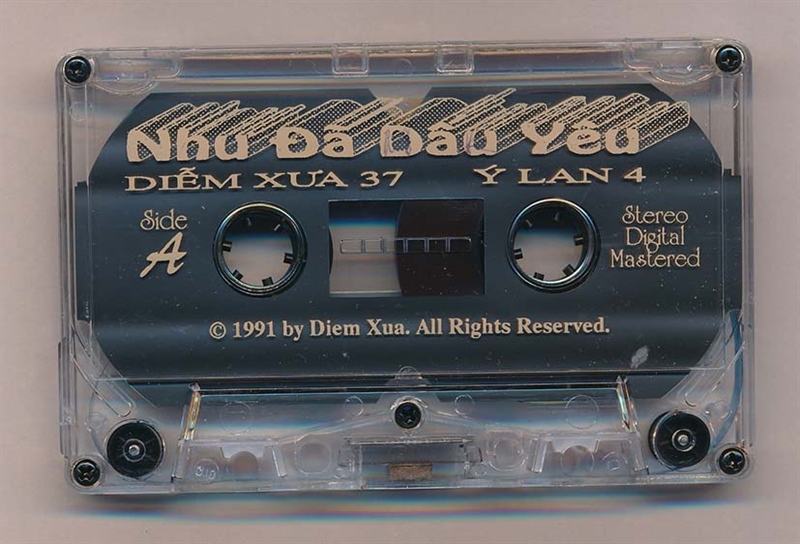 Như Đã Dấu Yêu
DIỄM XƯA 37 Ý LAN 4
Side
A
Stereo
Digital
Mastered
© 1991 by Diem Xua. All Rights Reserved.